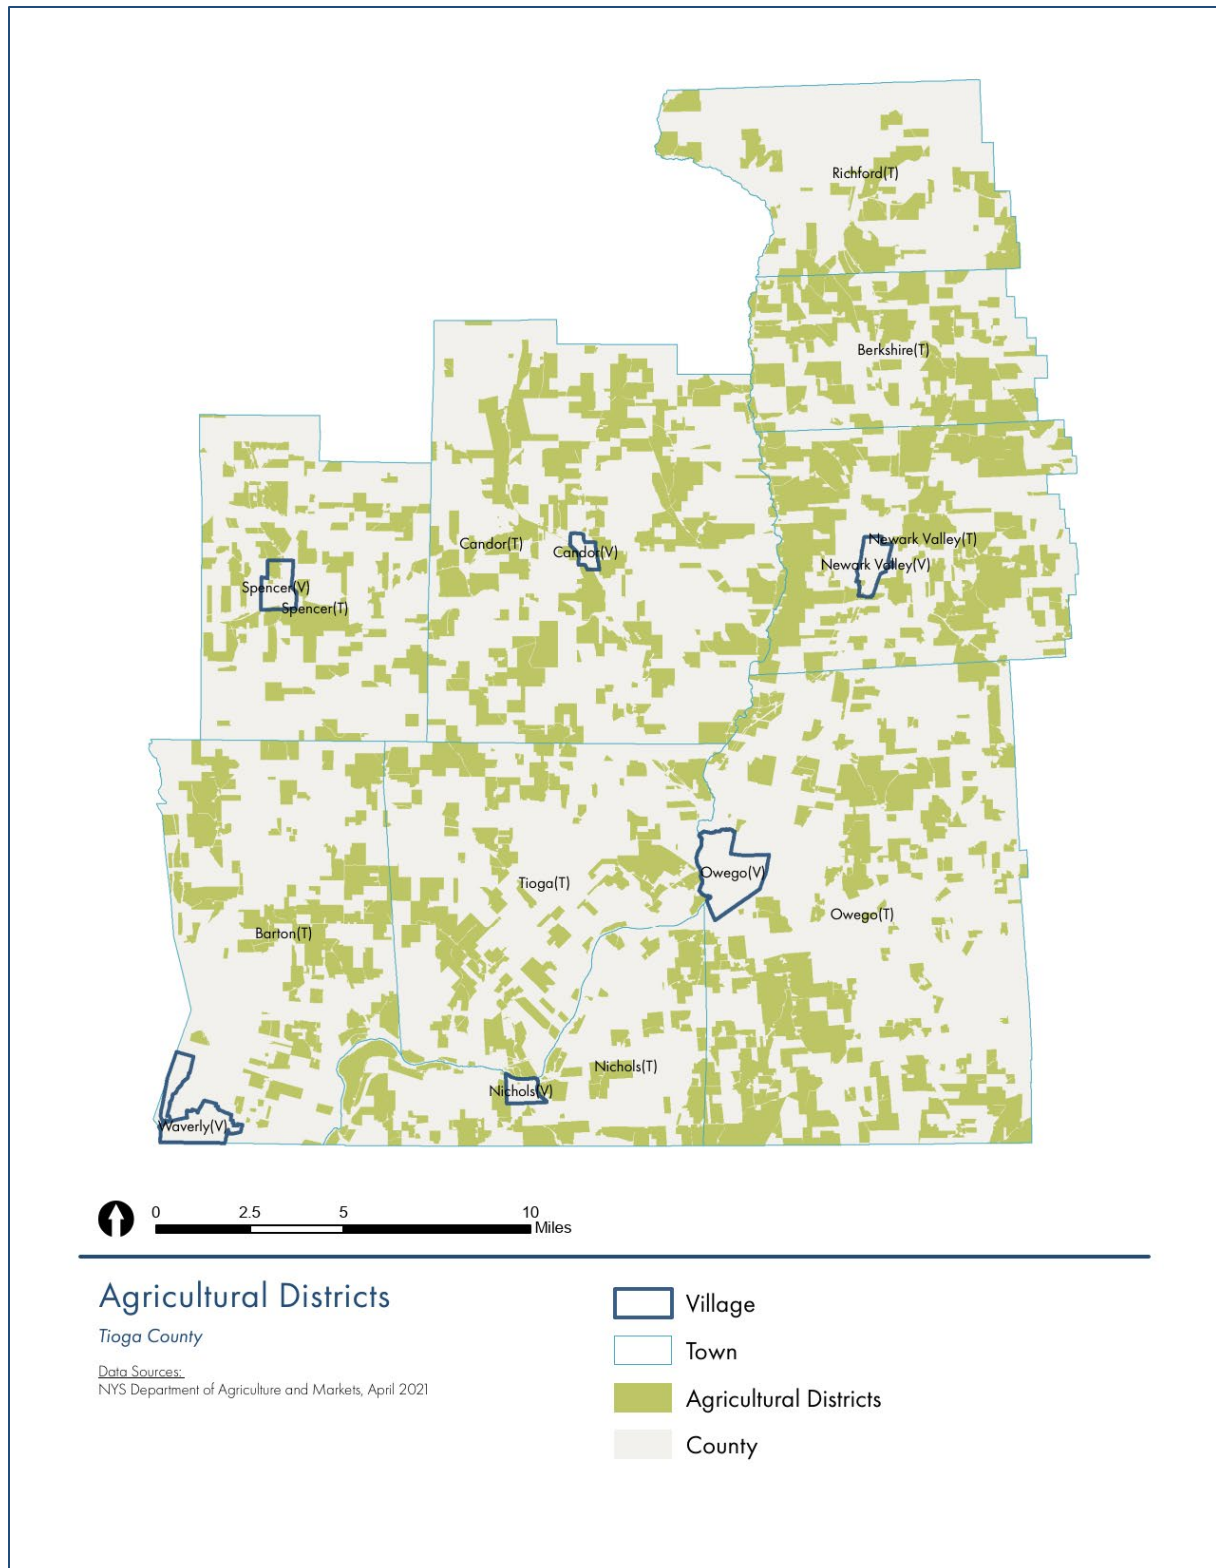 Richford(T)
Berkshire(T)
Newark Valley(T)
Candor(T)
Candor(V)
Newark Valley(V)
Spencer(V)
Spencer(T)
Owego(V)
Tioga(T)
Owego(T)
Barton(T)
Nichols(T)
Nichols(V)
Waverly(V)
0 2.5 5 10
Miles
Agricultural Districts
Tioga County
Data Sources:
NYS Department of Agriculture and Markets, April 2021
Village
Town
Agricultural Districts
County